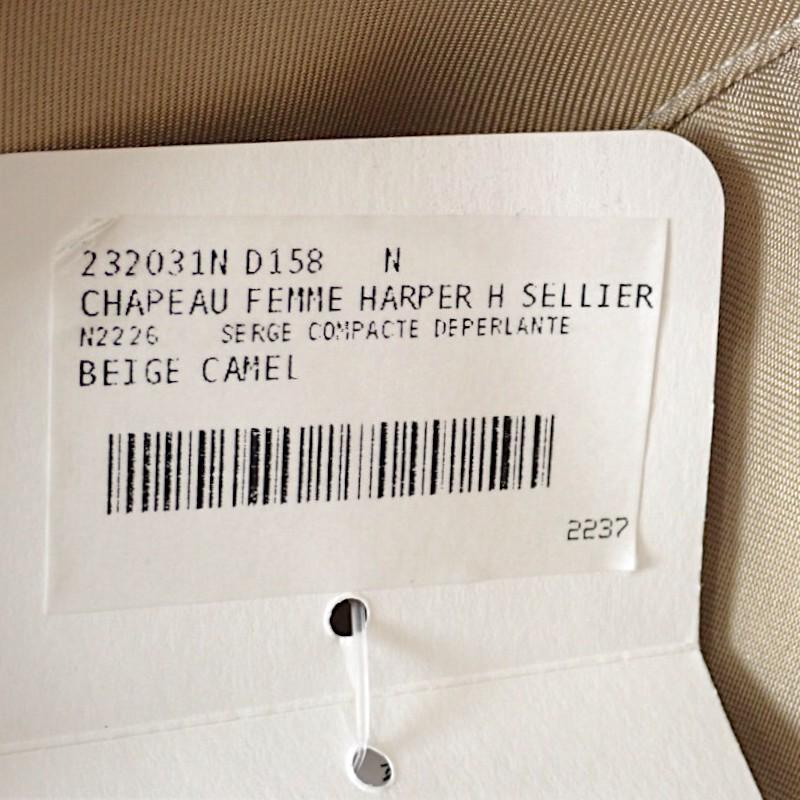 232031N D158 N
CHAPEAU FEMME HARPER H SELLIER
N2226 SERGE COMPACTE DEPERLANTE
BEIGE CAMEL
2237